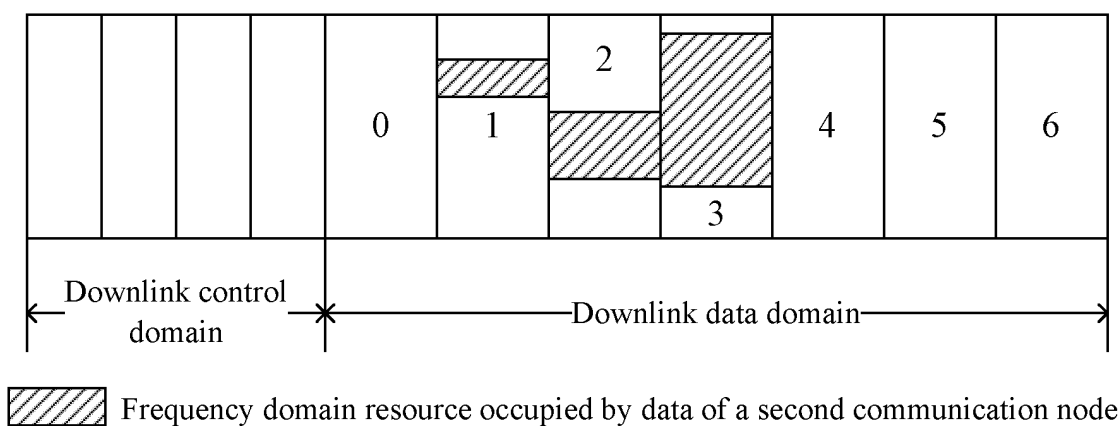 2
0
1
4
5
6
3
Downlink control
domain
Downlink data domain
Frequency domain resource occupied by data of a second communication node